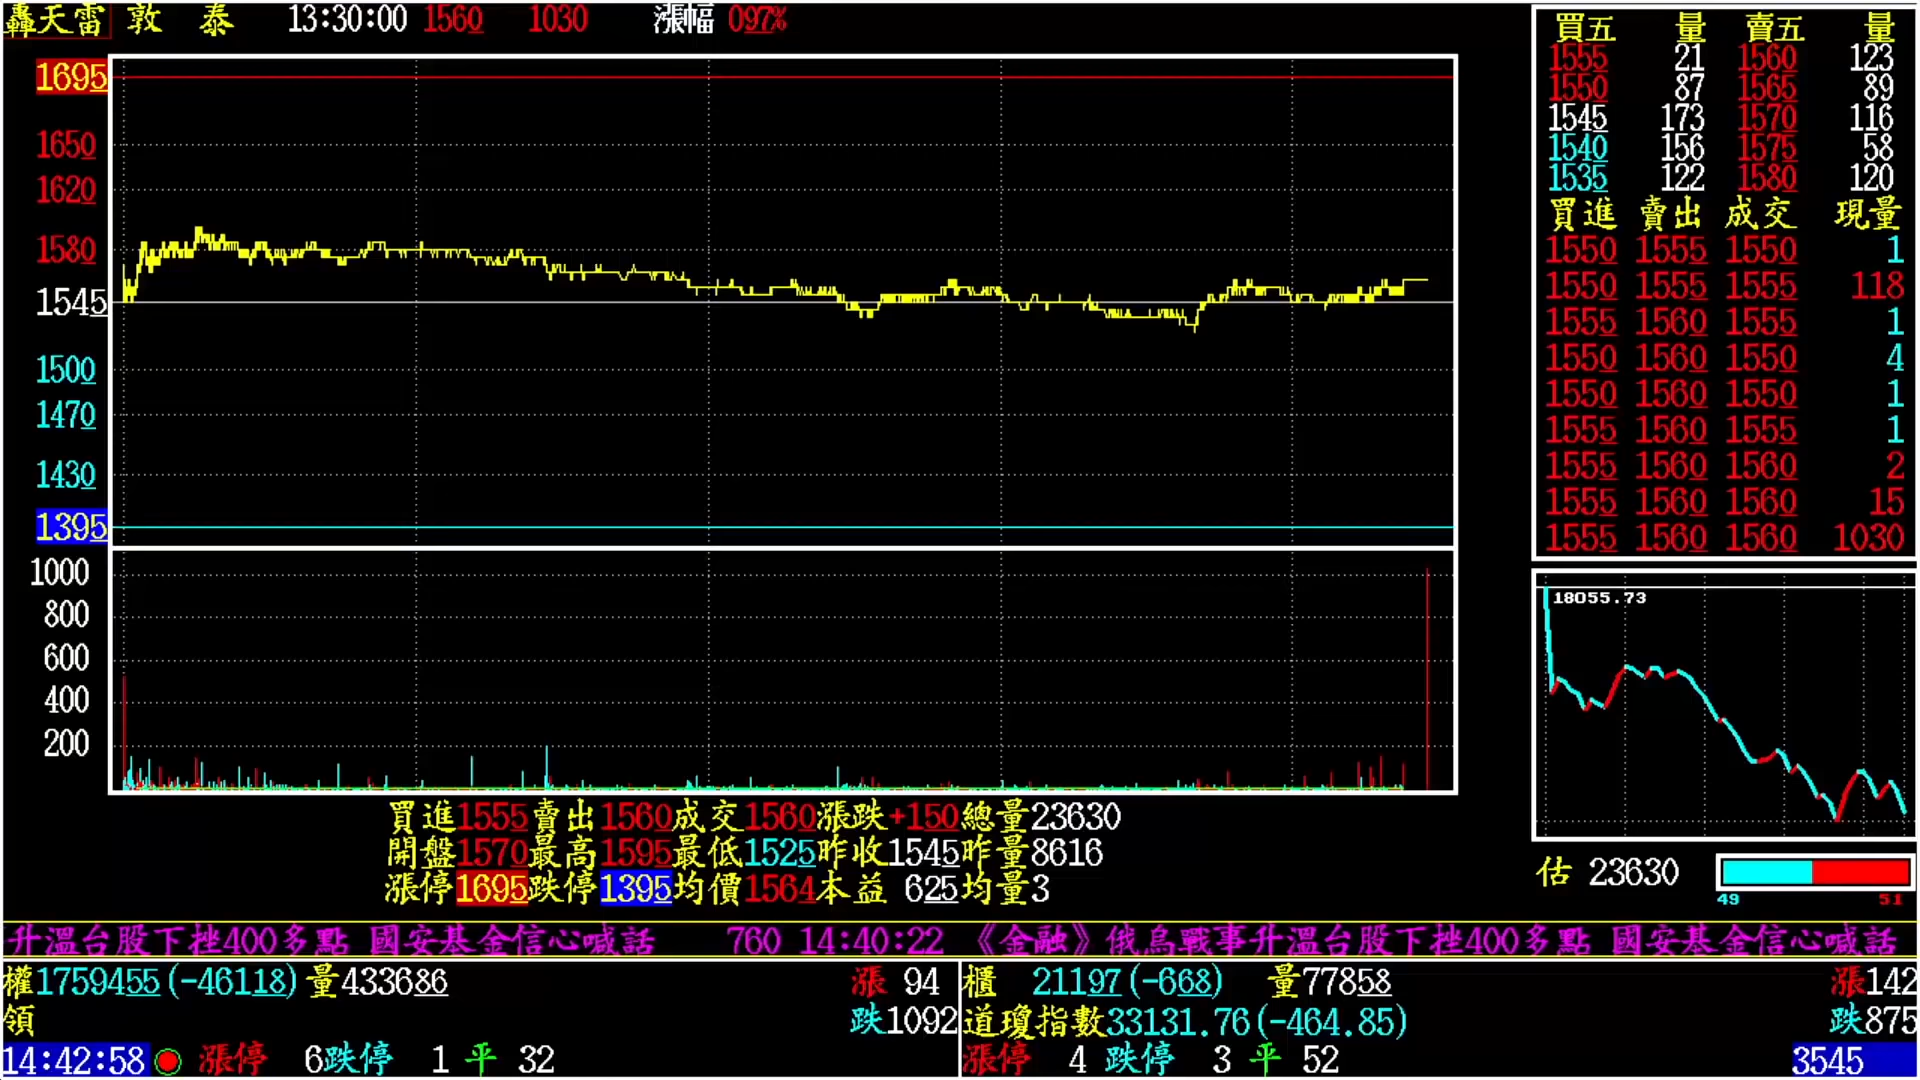 轟天雷 敦 泰 13:30:00 1560 1030 漲幅 097%
1695
1650
1620
1580
1545
1500
1470
1430
1395
1000
800
600
400
200
買進1555賣出1560成交1560漲跌+150總量23630
開盤1570最高1595最低1525昨收1545昨量8616
漲停1695跌停1395均價1564本益 625均量3
買五 量 賣五 量
1555 21 1560 123
1550 87 1565 89
1545 173 1570 116
1540 156 1575 58
1535 122 1580 120
買進 賣出 成交 現量
1550 1555 1550 1
1550 1555 1555 118
1555 1560 1555 1
1550 1560 1550 4
1550 1560 1550 1
1555 1560 1555 1
1555 1560 1560 2
1555 1560 1560 15
1555 1560 1560 1030
18055.73
估 23630
49 51
升溫台股下挫400多點 國安基金信心喊話 760 14:40:22 《金融》俄烏戰事升溫台股下挫400多點 國安基金信心喊話
權1759455(-46118)量433686 漲 94 櫃 21197(-668) 量77858 漲142
領 跌1092 道瓊指數33131.76(-464.85) 跌875
14:42:58 漲停 6跌停 1 平 32 漲停 4 跌停 3 平 52 3545